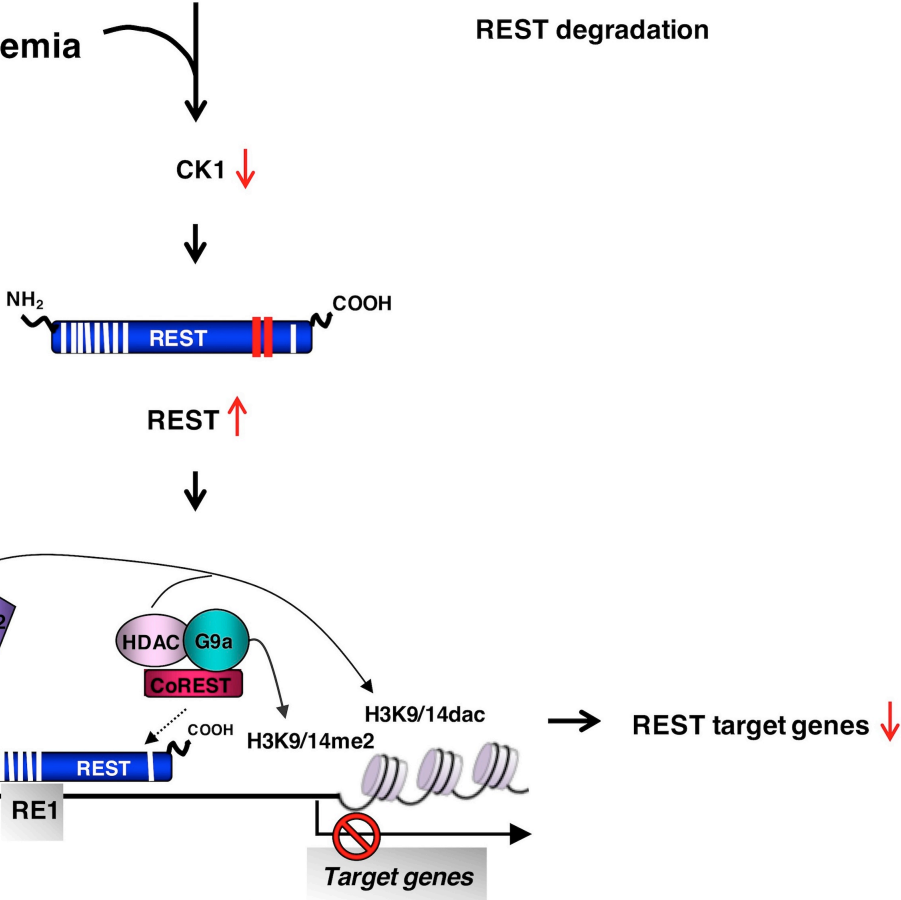 REST degradation
emia
CK1
NH2
COOH
REST
REST
2
HDAC
G9a
CoREST
COOH
H3K9/14dac
H3K9/14me2
REST target genes
REST
RE1
Target genes